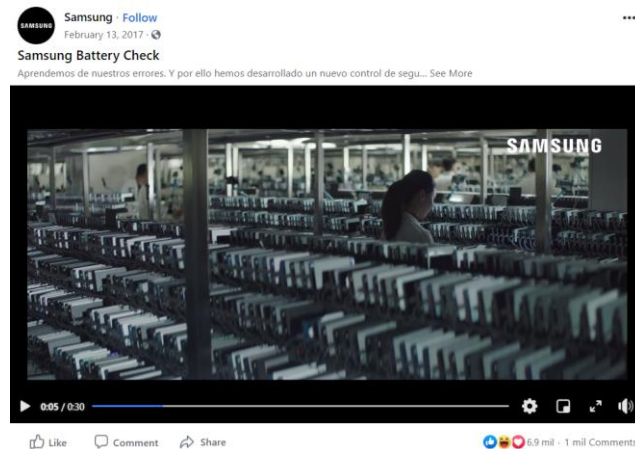 SAMSUNG
Samsung · Follow
February 13, 2017 ·
Samsung Battery Check
Aprendemos de nuestros errores. Y por ello hemos desarrollado un nuevo control de segu... See More
SAMSUNG
0:05 / 0:30
Like Comment Share
6.9 mil · 1 mil Comments